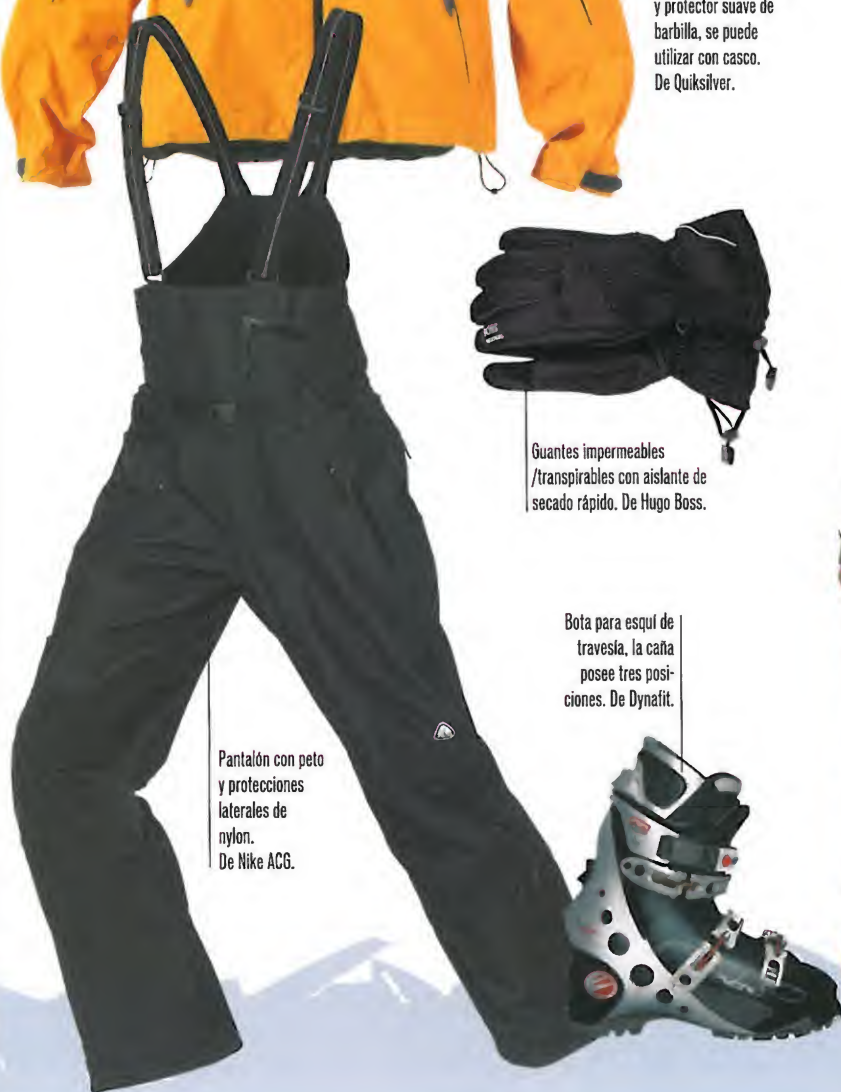 y protector suave de
barbilla, se puede
utilizar con casco.
De Quiksilver.
Guantes impermeables
/transpirables con aislante de
secado rápido. De Hugo Boss.
Bota para esquí de
travesía, la caña
posee tres posi-
ciones. De Dynafit.
Pantalón con peto
y protecciones
laterales de
nylon.
De Nike ACG.